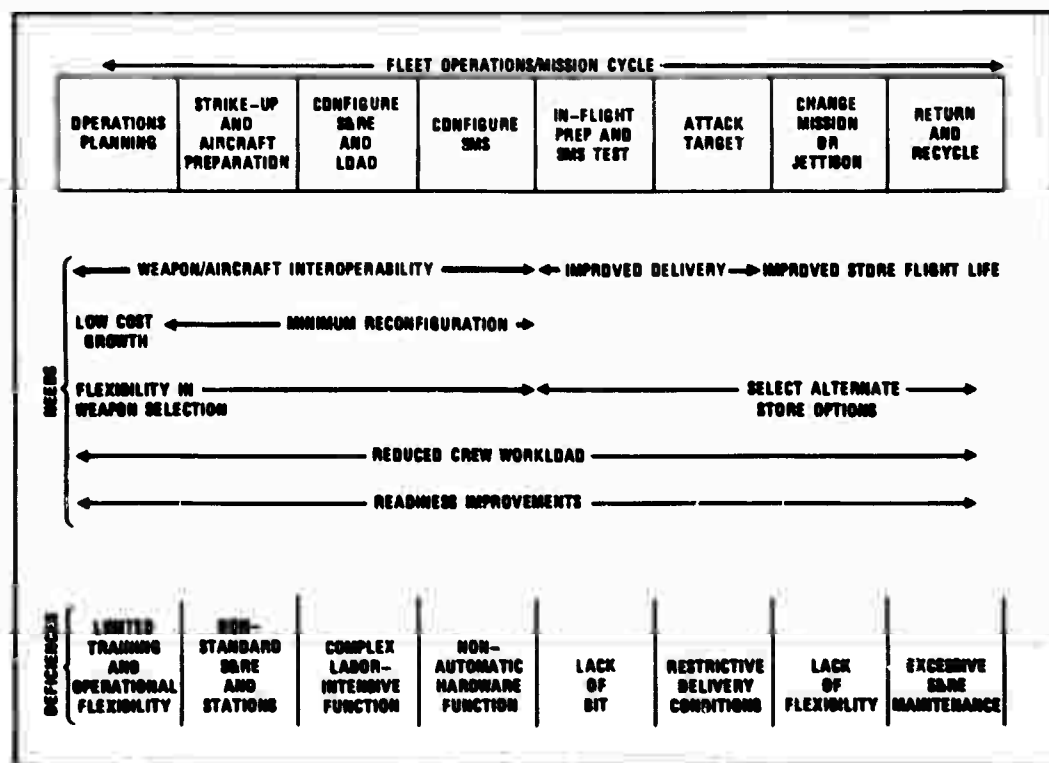 FLEET OPERATIONS/MISSION CYCLE
OPERATIONS
PLANNING
STRIKE-UP
AND
AIRCRAFT
PREPARATION
CONFIGURE
S&RE
AND
LOAD
CONFIGURE
SMS
IN-FLIGHT
PREP AND
SMS TEST
ATTACK
TARGET
CHANGE
MISSION
OR
JETTISON
RETURN
AND
RECYCLE
NEEDS
WEAPON/AIRCRAFT INTEROPERABILITY
IMPROVED DELIVERY
IMPROVED STORE FLIGHT LIFE
LOW COST
GROWTH
MINIMUM RECONFIGURATION
FLEXIBILITY IN
WEAPON SELECTION
SELECT ALTERNATE
STORE OPTIONS
REDUCED CREW WORKLOAD
READINESS IMPROVEMENTS
DEFICIENCES
LIMITED
TRAINING
AND
OPERATIONAL
FLEXIBILITY
NON-
STANDARD
S&RE
AND
STATIONS
COMPLEX
LABOR-
INTENSIVE
FUNCTION
NON-
AUTOMATIC
HARDWARE
FUNCTION
LACK
OF
BIT
RESTRICTIVE
DELIVERY
CONDITIONS
LACK
OF
FLEXIBILITY
EXCESSIVE
S&RE
MAINTENANCE